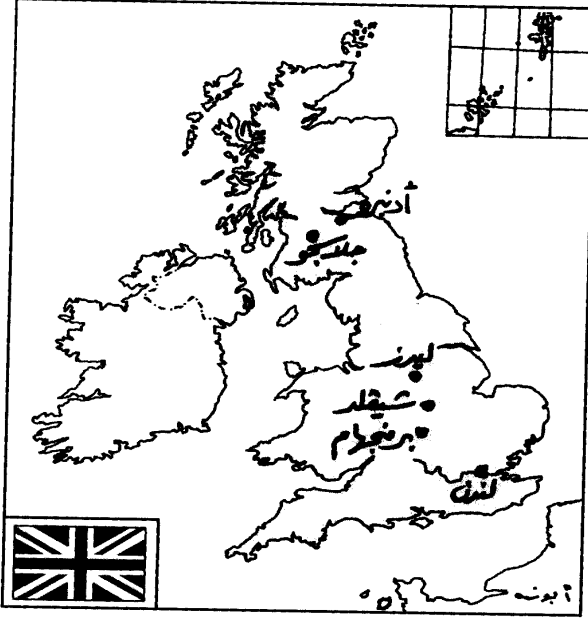 أدنبره
جلاسجو
ليدز
شيفلد
برمنجهام
لندن